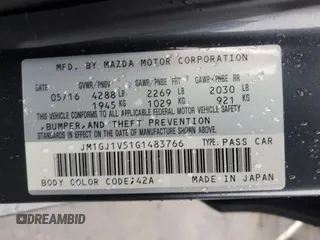 MFD. BY MAZDA MOTOR CORPORATION
DATE GVWR/PNBV GAWR/PNBE FRT GAWR/PNBE RR
05/16 4288 LB 2269 LB 2030 LB
1945 KG 1029 KG 921 KG
THIS VEHICLE CONFORMS TO ALL APPLICABLE
U.S. FEDERAL MOTOR VEHICLE SAFETY
,BUMPER,AND THEFT PREVENTION
STANDARDS IN EFFECT ON THE DATE OF
MANUFACTURE SHOWN ABOVE.
JM1GJ1V51G1483766 TYPE:PASS CAR
BODY COLOR CODE:42A MADE IN JAPAN
DREAMBID